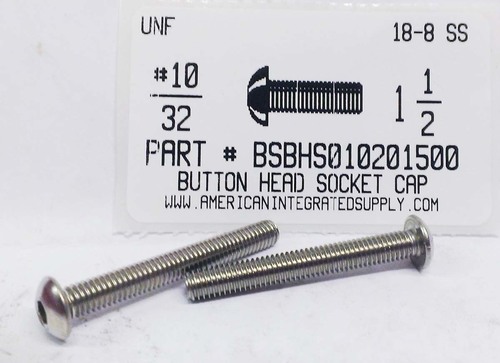 UNF 18-8 SS
#10
32
1 1
2
PART # BSBHS010201500
BUTTON HEAD SOCKET CAP
WWW.AMERICANINTEGRATEDSUPPLY.COM